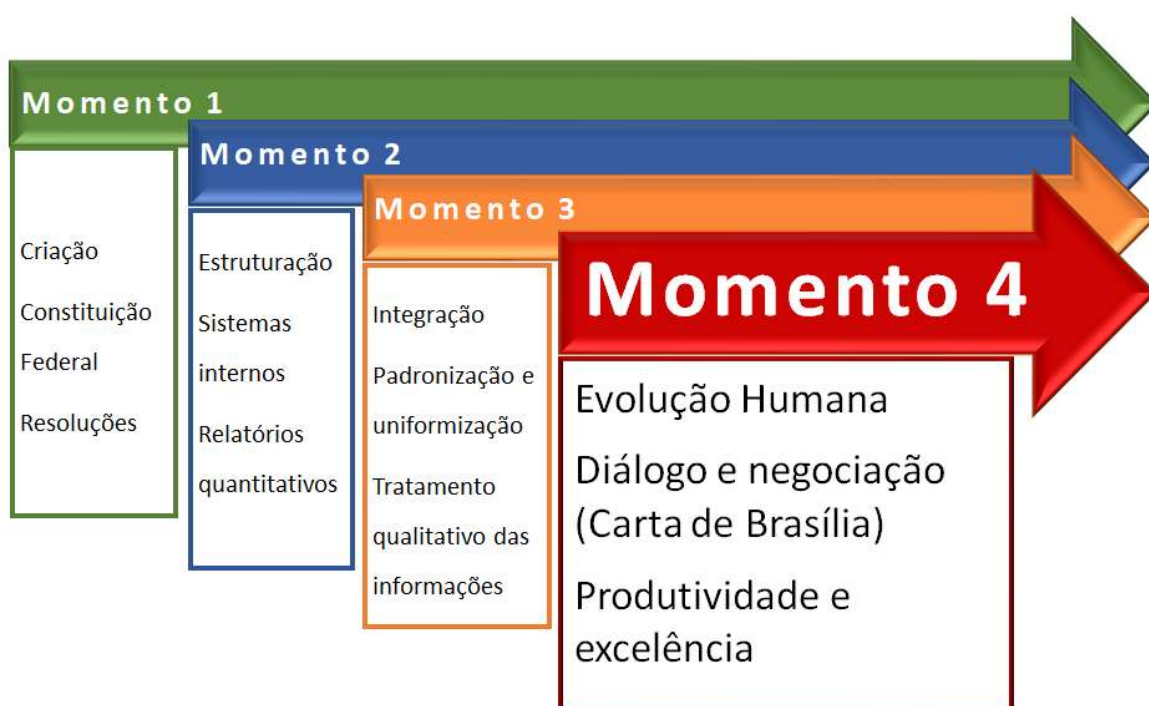 Momento 1
Criação
Constituição
Federal
Resoluções
Momento 2
Estruturação
Sistemas
internos
Relatórios
quantitativos
Momento 3
Integração
Padronização e
uniformização
Tratamento
qualitativo das
informações
Momento 4
Evolução Humana
Diálogo e negociação
(Carta de Brasília)
Produtividade e
excelência